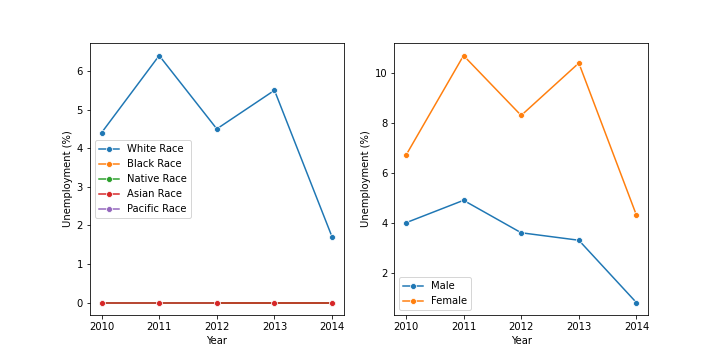 Unemployment (%)
6
5
4
3
2
1
0
White Race
Black Race
Native Race
Asian Race
Pacific Race
2010 2011 2012 2013 2014
Year
Unemployment (%)
10
8
6
4
2
Male
Female
2010 2011 2012 2013 2014
Year